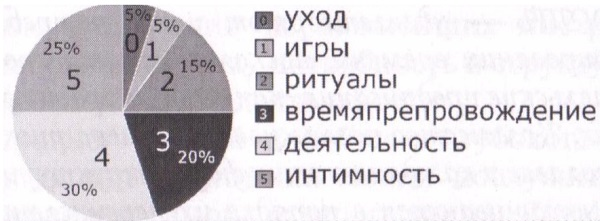 5%
0
5%
1
15%
2
3
20%
4
30%
25%
5
0 уход
1 игры
2 ритуалы
3 времяпрепровождение
4 деятельность
5 интимность